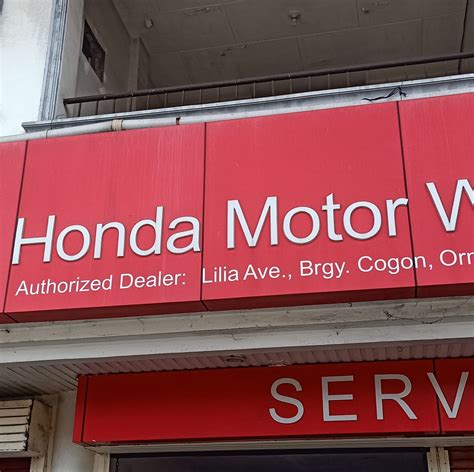 Honda Motor W
Authorized Dealer: Lilia Ave., Brgy. Cogon, Orm
SERV